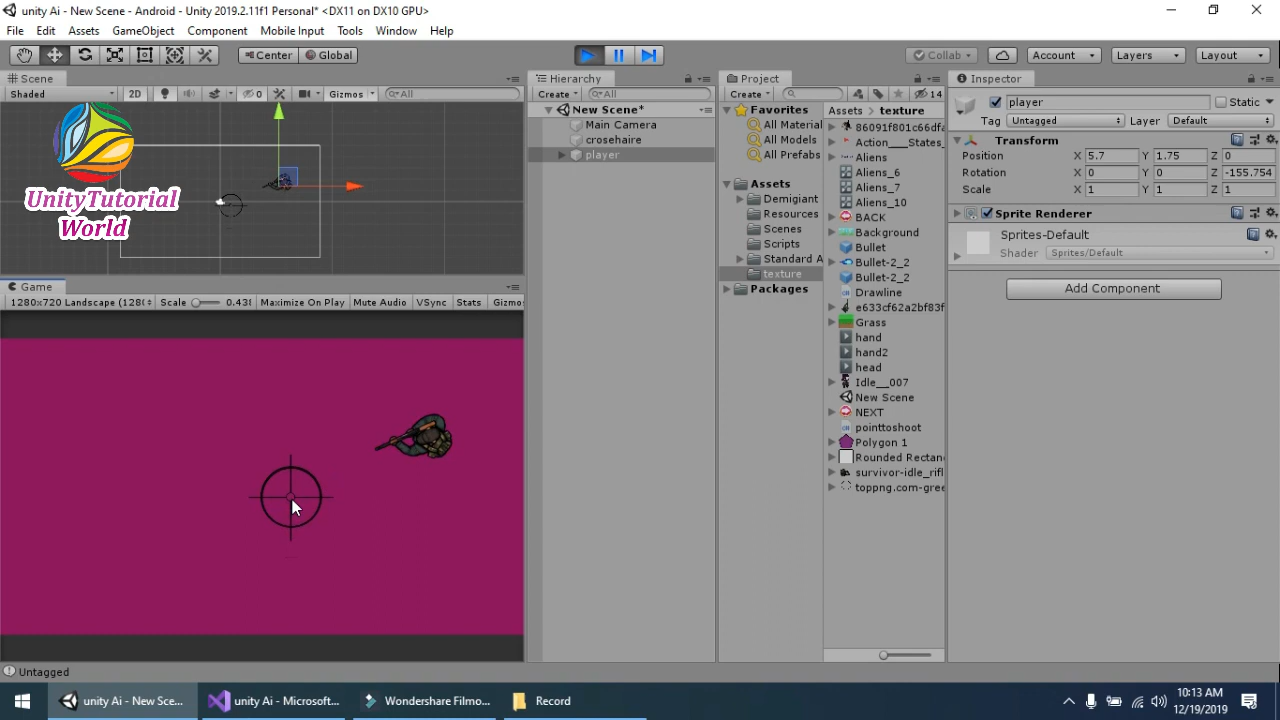 unity Ai - New Scene - Android - Unity 2019.2.11f1 Personal* <DX11 on DX10 GPU>
File Edit Assets GameObject Component Mobile Input Tools Window Help
Center Global
Collab Account Layers Layout
Scene
Shaded 2D 0 Gizmos All
UnityTutorial
World
Game
1280x720 Landscape (128( Scale 0.43 Maximize On Play Mute Audio VSync Stats Gizmos
Hierarchy
Create All
New Scene*
Main Camera
crosehaire
player
Project
Create 14
Favorites
All Material
All Models
All Prefabs
Assets
Demigiant
Resources
Scenes
Scripts
Standard A
texture
Packages
Assets texture
86091f801c66dfa
Action___States_
Aliens
Aliens_6
Aliens_7
Aliens_10
BACK
Background
Bullet
Bullet-2_2
Bullet-2_2
Drawline
e633cf62a2bf83f
Grass
hand
hand2
head
Idle__007
New Scene
NEXT
pointtoshoot
Polygon 1
Rounded Rectan
survivor-idle_rifl
toppng.com-gree
Inspector
player Static
Tag Untagged Layer Default
Transform
Position X 5.7 Y 1.75 Z 0
Rotation X 0 Y 0 Z -155.754
Scale X 1 Y 1 Z 1
Sprite Renderer
Sprites-Default
Shader Sprites/Default
Add Component
Untagged
unity Ai - New Sce... unity Ai - Microsoft... Wondershare Filmo... Record
10:13 AM
12/19/2019